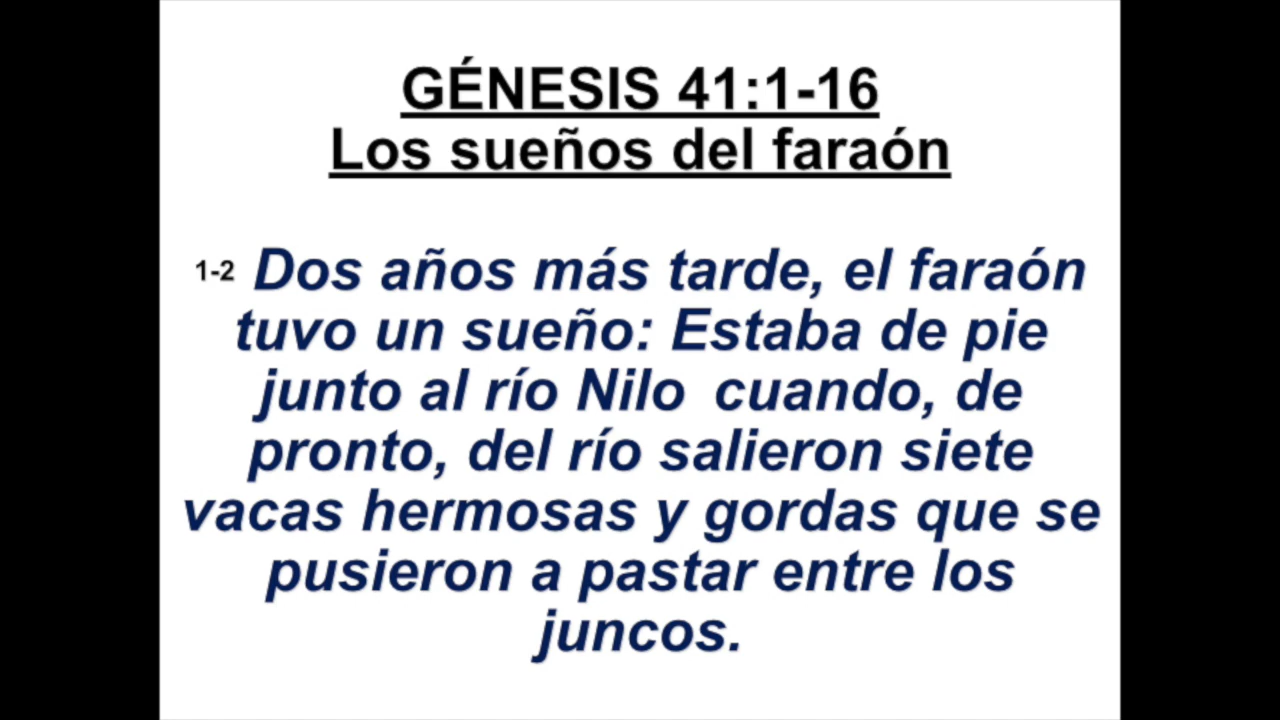 GÉNESIS 41:1-16
Los sueños del faraón
1-2 Dos años más tarde, el faraón
tuvo un sueño: Estaba de pie
junto al río Nilo cuando, de
pronto, del río salieron siete
vacas hermosas y gordas que se
pusieron a pastar entre los
juncos.